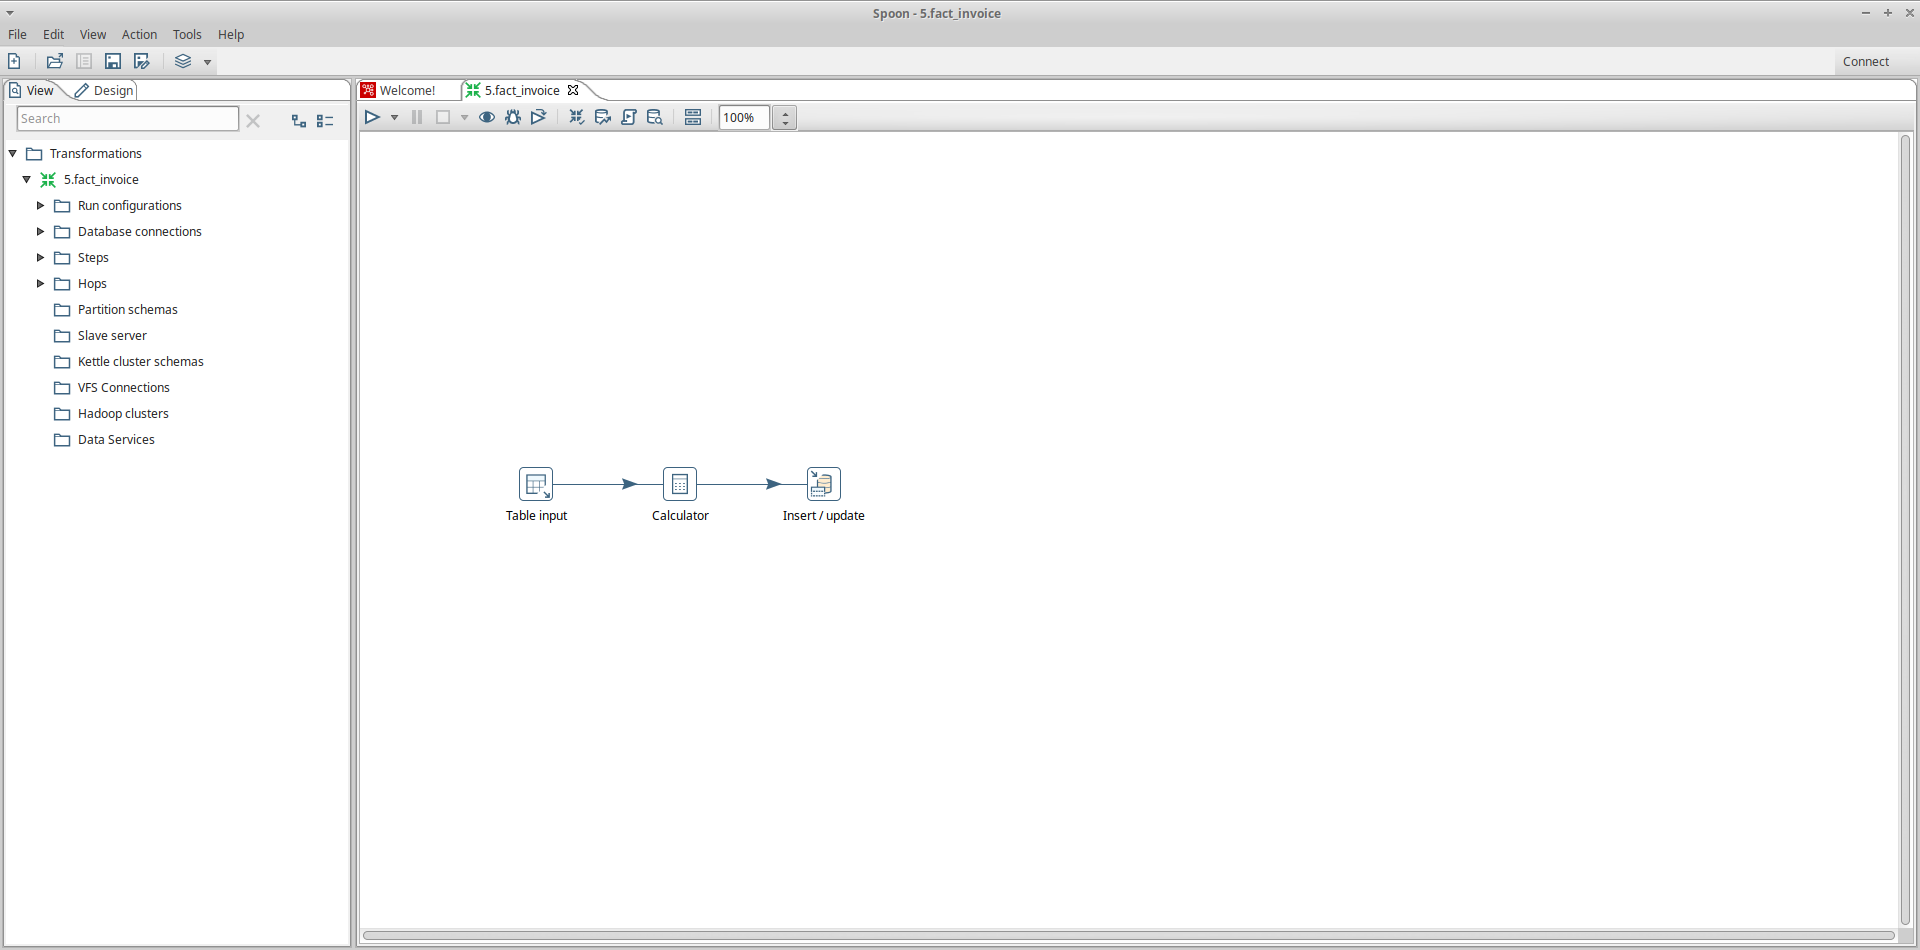 Spoon - 5.fact_invoice
File Edit View Action Tools Help
Connect
View Design
Search
Transformations
5.fact_invoice
Run configurations
Database connections
Steps
Hops
Partition schemas
Slave server
Kettle cluster schemas
VFS Connections
Hadoop clusters
Data Services
Welcome! 5.fact_invoice
100%
Table input Calculator Insert / update